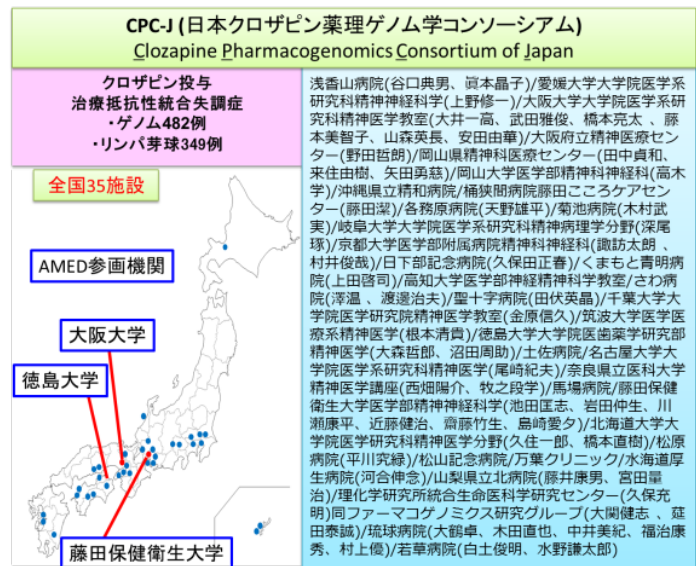 CPC-J (日本クロザピン薬理ゲノム学コンソーシアム)
Clozapine Pharmacogenomics Consortium of Japan
クロザピン投与
治療抵抗性統合失調症
・ゲノム482例
・リンパ芽球349例
全国35施設
AMED参画機関
大阪大学
徳島大学
藤田保健衛生大学
浅香山病院(谷口典男、眞本晶子)/愛媛大学大学院医学系
研究科精神神経科学(上野修一)/大阪大学大学院医学系研
究科精神医学教室(大井一高、武田雅俊、橋本亮太 、藤
本美智子、山森英長、安田由華)/大阪府立精神医療セン
ター(野田哲朗)/岡山県精神科医療センター(田中貞和、
来住由樹、矢田勇慈)/岡山大学医学部精神科神経科(高木
学)/沖縄県立精和病院/桶狭間病院藤田こころケアセン
ター(藤田潔)/各務原病院(天野雄平)/菊池病院(木村武
実)/岐阜大学大学院医学系研究科精神病理学分野(深尾
琢)/京都大学医学部附属病院精神科神経科(諏訪太朗 、
村井俊哉)/日下部記念病院(久保田正春)/くまもと青明病
院(上田啓司)/高知大学医学部神経精神科学教室/さわ病
院(澤温 、渡邊治夫)/聖十字病院(田伏英晶)/千葉大学大
学院医学研究院精神医学教室(金原信久)/筑波大学医学医
療系精神医学(根本清貴)/徳島大学大学院医歯薬学研究部
精神医学(大森哲郎、沼田周助)/土佐病院/名古屋大学大
学院医学系研究科精神医学(尾崎紀夫)/奈良県立医科大学
精神医学講座(西畑陽介、牧之段学)/馬場病院/藤田保健
衛生大学医学部精神神経科学(池田匡志、岩田仲生、川
瀬康平、近藤健治、齋藤竹生、島﨑愛夕)/北海道大学大
学院医学研究科精神医学分野(久住一郎、橋本直樹)/松原
病院(平川究緑)/松山記念病院/万葉クリニック/水海道厚
生病院(河合伸念)/山梨県立北病院(藤井康男、宮田量
治)/理化学研究所統合生命医科学研究センター(久保充
明)同ファーマコゲノミクス研究グループ(大関健志 、莚
田泰誠)/琉球病院(大鶴卓、木田直也、中井美紀、福治康
秀、村上優)/若草病院(白土俊明、水野謙太郎)